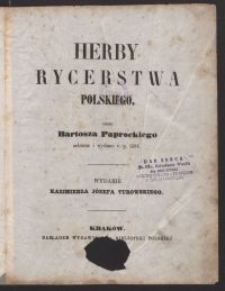 HERBY
RYCERSTWA
POLSKIEGO.
przez
Bartosza Paprockiego
zebrane i wydane r. p. 1584.
WYDANIE
KAZIMIERZA JÓZEFA TUROWSKIEGO.
KRAKÓW.
NAKŁADEM WYDAWNICTWA BIBLIOTEKI POLSKIEJ